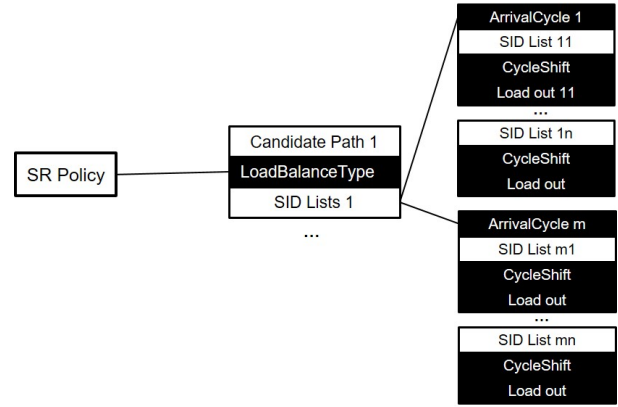 SR Policy
Candidate Path 1
LoadBalanceType
SID Lists 1
...
ArrivalCycle 1
SID List 11
CycleShift
Load out 11
...
SID List 1n
CycleShift
Load out
ArrivalCycle m
SID List m1
CycleShift
Load out
...
SID List mn
CycleShift
Load out